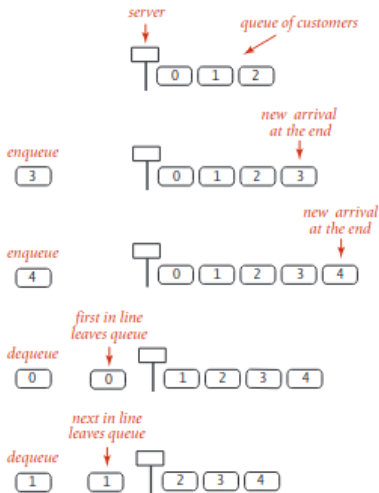 server
queue of customers
0 1 2
new arrival
at the end
enqueue
3 0 1 2 3
new arrival
at the end
enqueue
4 0 1 2 3 4
first in line
leaves queue
dequeue
0 0 1 2 3 4
next in line
leaves queue
dequeue
1 1 2 3 4